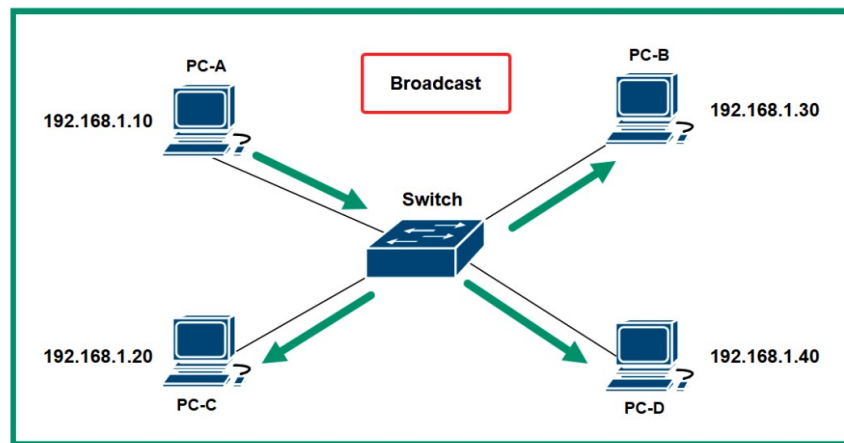 PC-A
Broadcast
PC-B
192.168.1.10
192.168.1.30
Switch
192.168.1.20
192.168.1.40
PC-C
PC-D